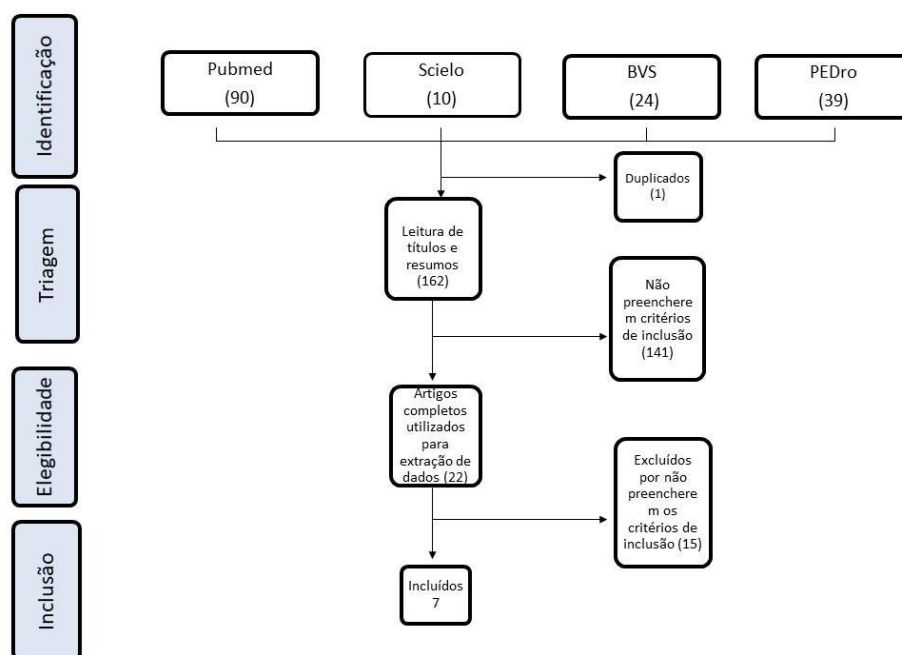 Identificação
Pubmed
(90)
Scielo
(10)
BVS
(24)
PEDro
(39)
Duplicados
(1)
Triagem
Leitura de
títulos e
resumos
(162)
Não
preenchere
m critérios
de inclusão
(141)
Elegibilidade
Artigos
completos
utilizados
para
extração de
dados (22)
Excluídos
por não
preenchere
m os
critérios de
inclusão (15)
Inclusão
Incluídos
7